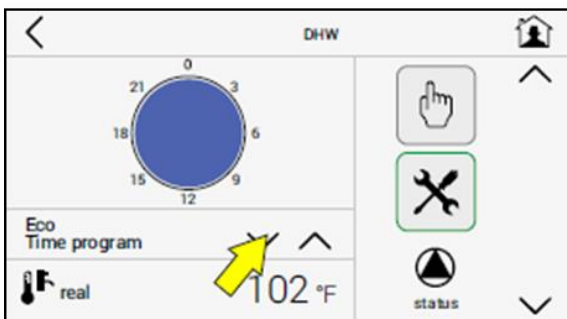 DHW
0
21 3
18 6
15 9
12
Eco
Time program
real 102 °F
status